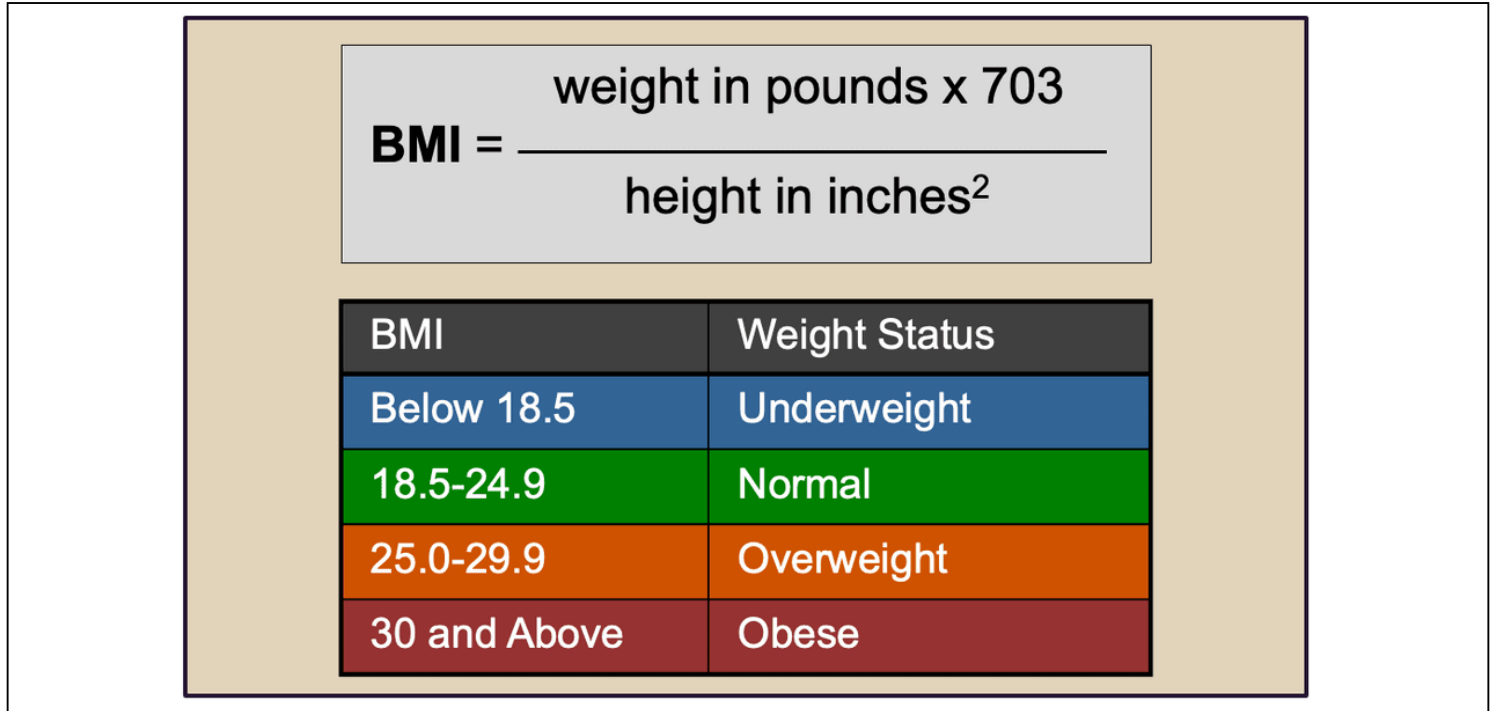 weight in pounds x 703
BMI =
height in inches²
BMI Weight Status
Below 18.5 Underweight
18.5-24.9 Normal
25.0-29.9 Overweight
30 and Above Obese